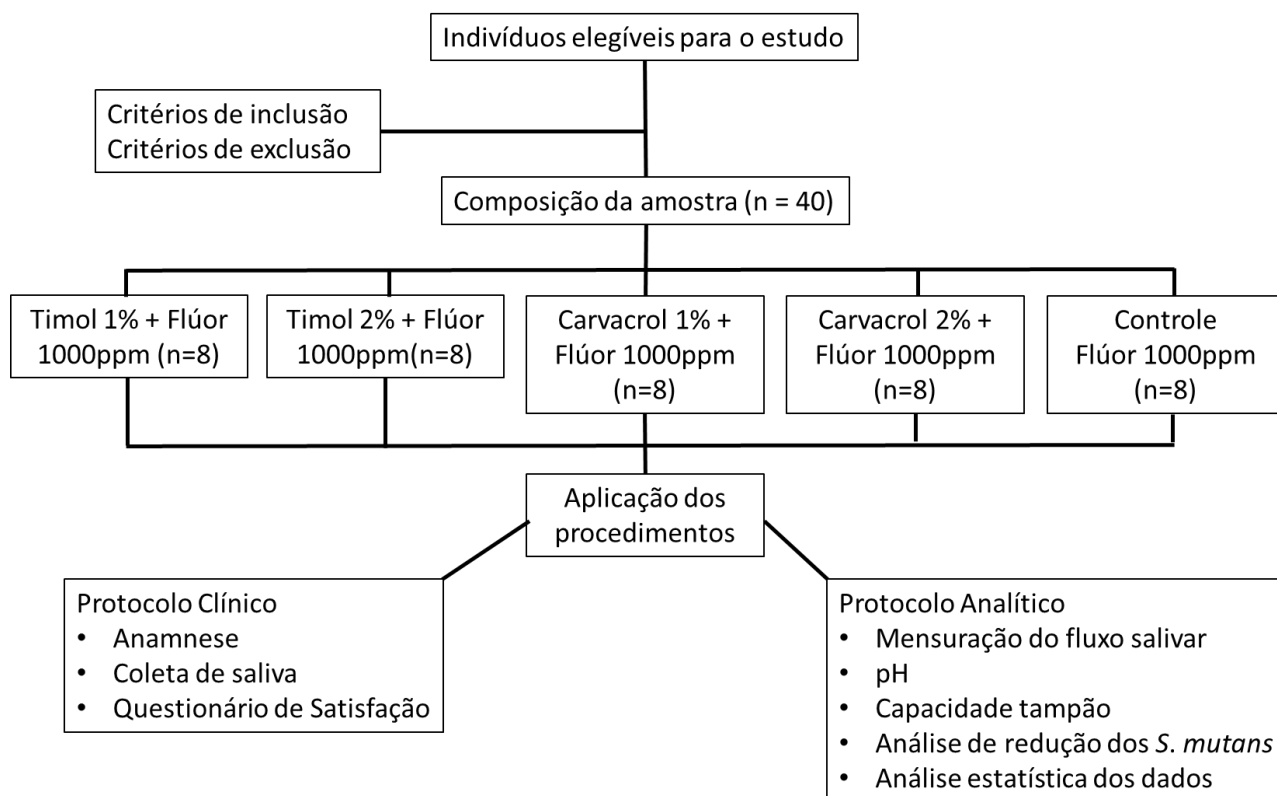 Indivíduos elegíveis para o estudo
Critérios de inclusão
Critérios de exclusão
Composição da amostra (n = 40)
Timol 1% + Flúor
1000ppm (n=8)
Timol 2% + Flúor
1000ppm(n=8)
Carvacrol 1% +
Flúor 1000ppm
(n=8)
Carvacrol 2% +
Flúor 1000ppm
(n=8)
Controle
Flúor 1000ppm
(n=8)
Aplicação dos
procedimentos
Protocolo Clínico
• Anamnese
• Coleta de saliva
• Questionário de Satisfação
Protocolo Analítico
• Mensuração do fluxo salivar
• pH
• Capacidade tampão
• Análise de redução dos S. mutans
• Análise estatística dos dados